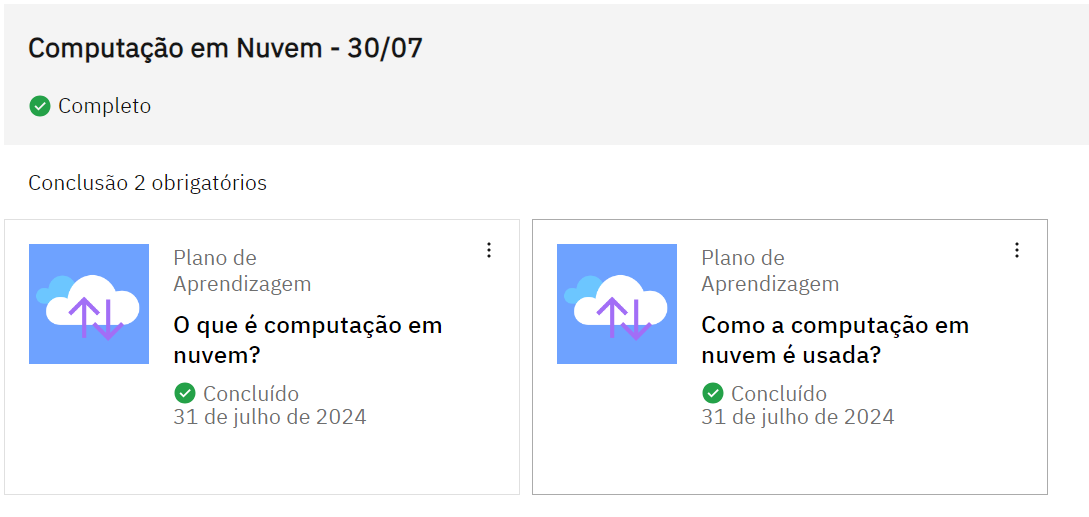 Computação em Nuvem - 30/07
Completo
Conclusão 2 obrigatórios
Plano de
Aprendizagem
O que é computação em
nuvem?
Concluído
31 de julho de 2024
Plano de
Aprendizagem
Como a computação em
nuvem é usada?
Concluído
31 de julho de 2024